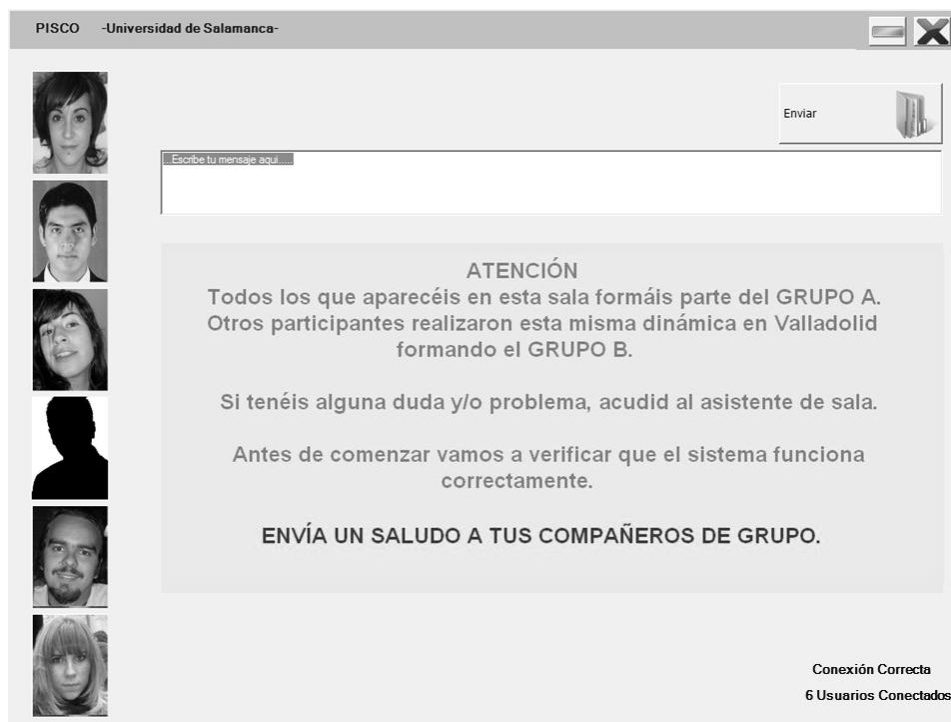 PISCO -Universidad de Salamanca-
Enviar
...Escribe tu mensaje aqui.....
ATENCIÓN
Todos los que aparecéis en esta sala formáis parte del GRUPO A.
Otros participantes realizaron esta misma dinámica en Valladolid
formando el GRUPO B.
Si tenéis alguna duda y/o problema, acudid al asistente de sala.
Antes de comenzar vamos a verificar que el sistema funciona
correctamente.
ENVÍA UN SALUDO A TUS COMPAÑEROS DE GRUPO.
Conexión Correcta
6 Usuarios Conectados